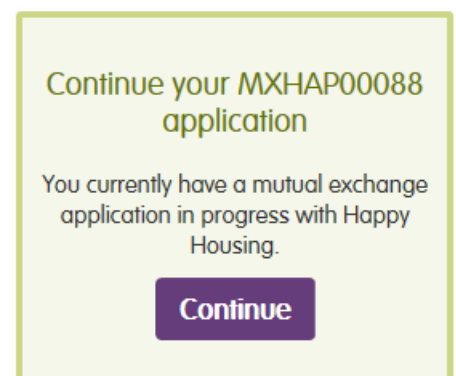 Continue your MXHAP00088
application
You currently have a mutual exchange
application in progress with Happy
Housing.
Continue